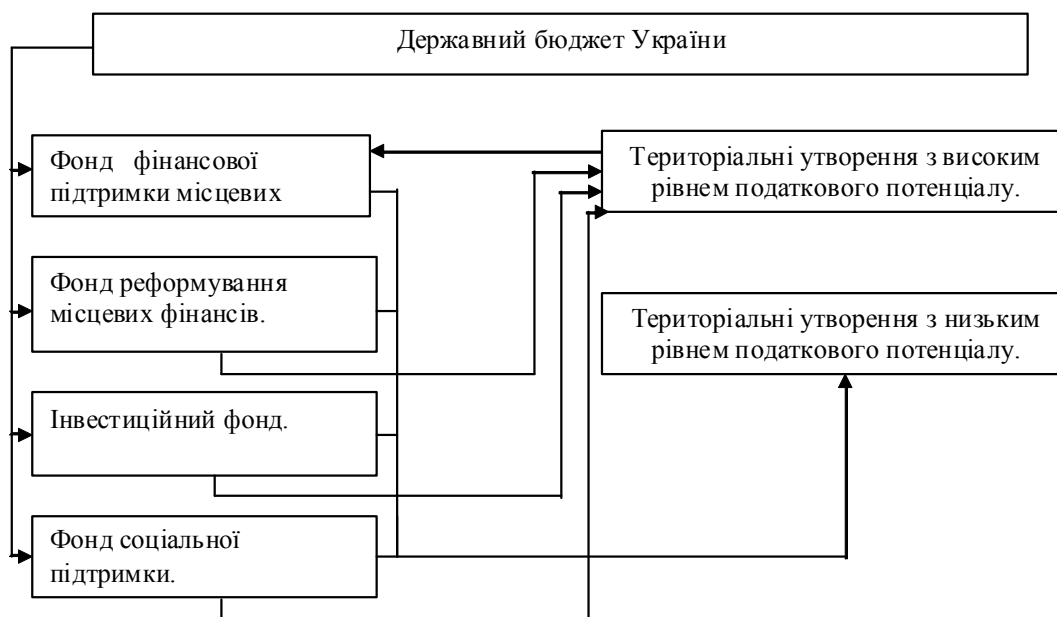 Державний бюджет України
Фонд фінансової
підтримки місцевих
Територіальні утворення з високим
рівнем податкового потенціалу.
Фонд реформування
місцевих фінансів.
Територіальні утворення з низьким
рівнем податкового потенціалу.
Інвестиційний фонд.
Фонд соціальної
підтримки.